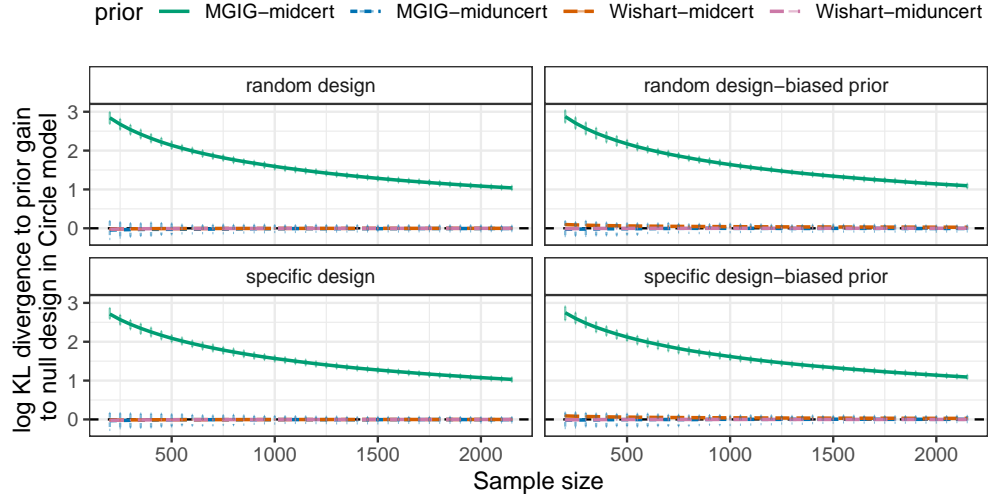 prior MGIG−midcert MGIG−miduncert Wishart−midcert Wishart−miduncert
random design
random design−biased prior
3
2
1
0
specific design
specific design−biased prior
3
2
1
0
500 1000 1500 2000
500 1000 1500 2000
Sample size
log KL divergence to prior gain
to null design in Circle model